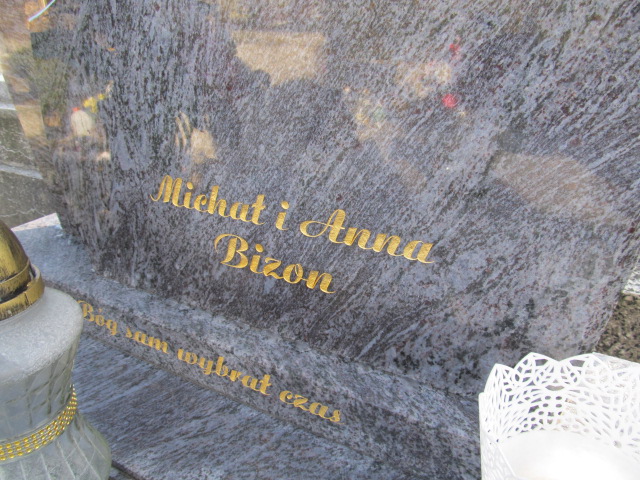 Michał i Anna
Bizon
Bóg sam wybrał czas